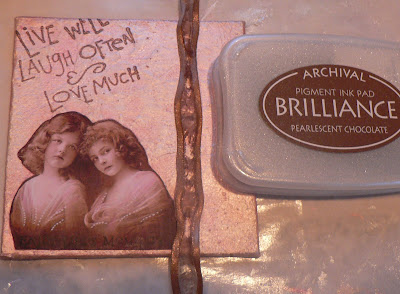 LIVE WELL
LAUGH OFTEN
&
LOVE MUCH
ARCHIVAL
PIGMENT INK PAD
BRILLIANCE
PEARLESCENT CHOCOLATE